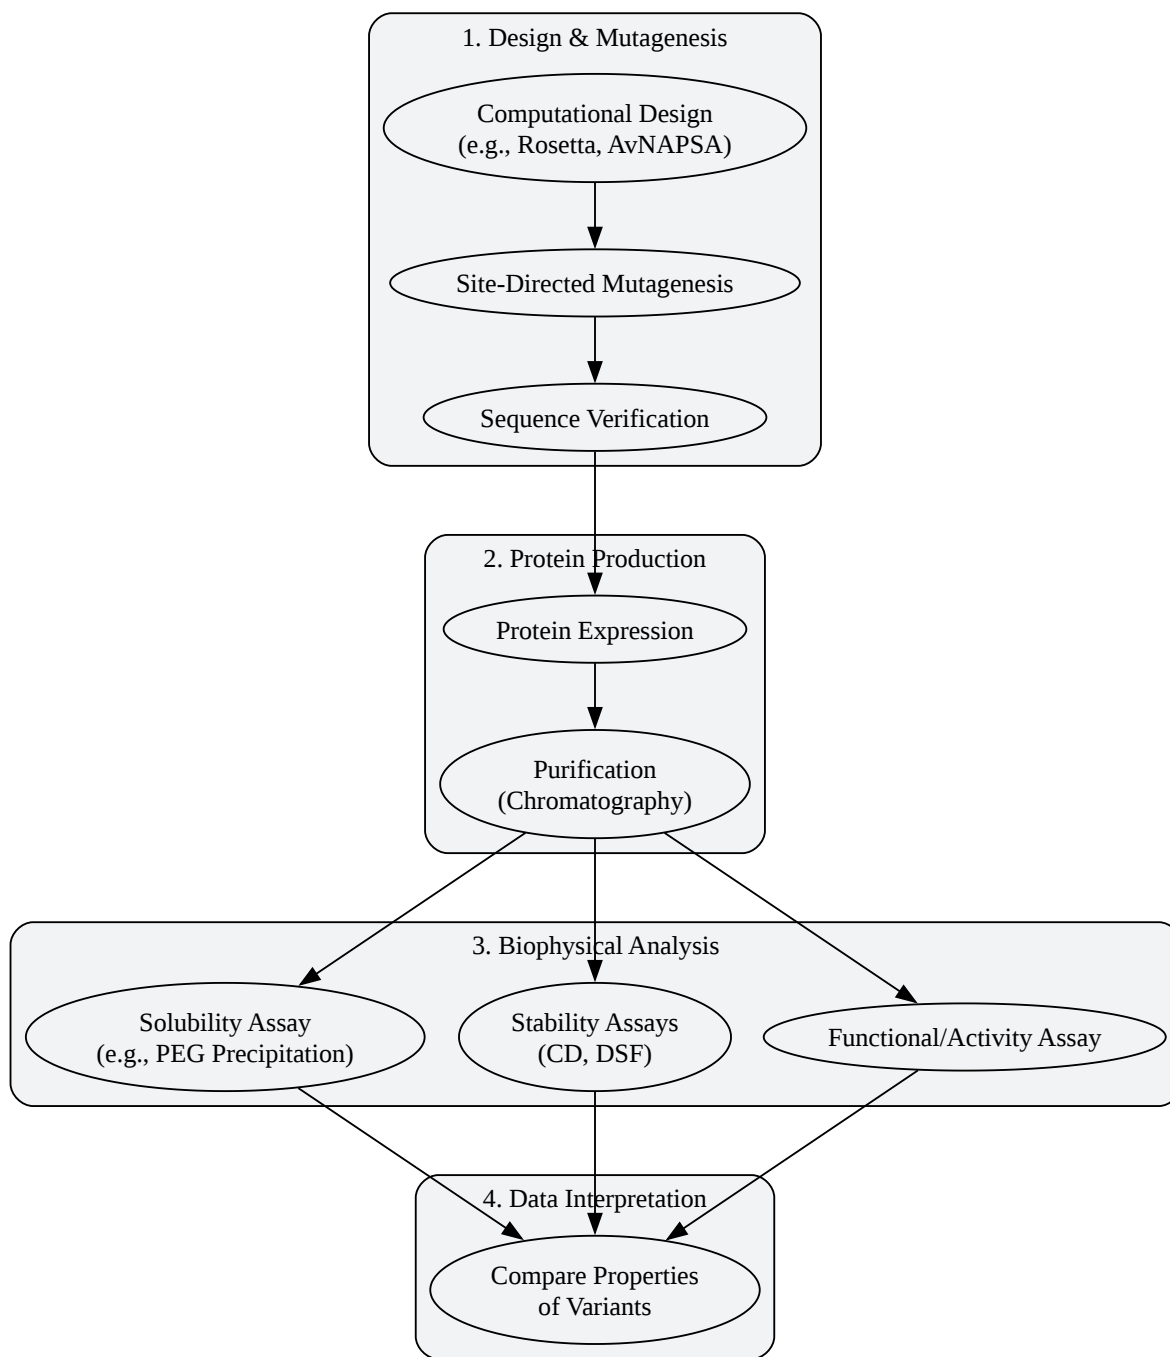 1. Design & Mutagenesis
Computational Design
(e.g., Rosetta, AvNAPSA)
Site-Directed Mutagenesis
Sequence Verification
2. Protein Production
Protein Expression
Purification
(Chromatography)
3. Biophysical Analysis
Solubility Assay
(e.g., PEG Precipitation)
Stability Assays
(CD, DSF)
Functional/Activity Assay
4. Data Interpretation
Compare Properties
of Variants